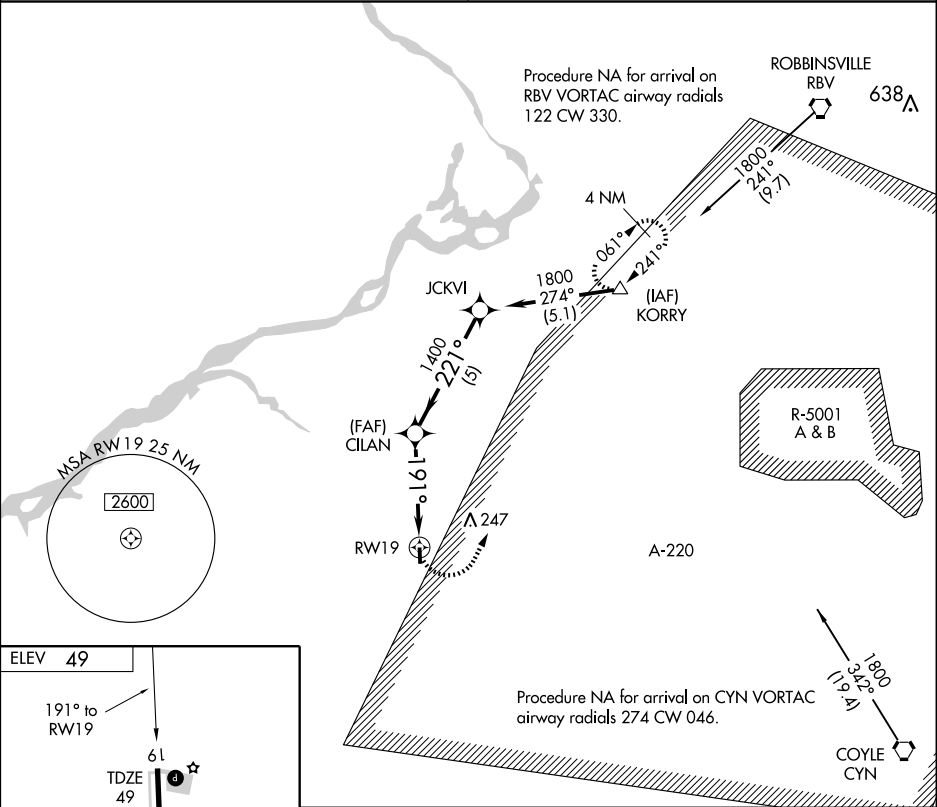 ROBBINSVILLE
RBV
638
Procedure NA for arrival on
RBV VORTAC airway radials
122 CW 330.
1800
241°
(9.7)
4 NM
061°
241°
JCKVI
1800
274°
(5.1)
(IAF)
KORRY
1400
221°
(5)
(FAF)
CILAN
191°
R-5001
A & B
MSA RW19 25 NM
2600
247
RW19
A-220
1800
342°
(19.4)
Procedure NA for arrival on CYN VORTAC
airway radials 274 CW 046.
COYLE
CYN
ELEV 49
191° to
RW19
19
P
TDZE
49